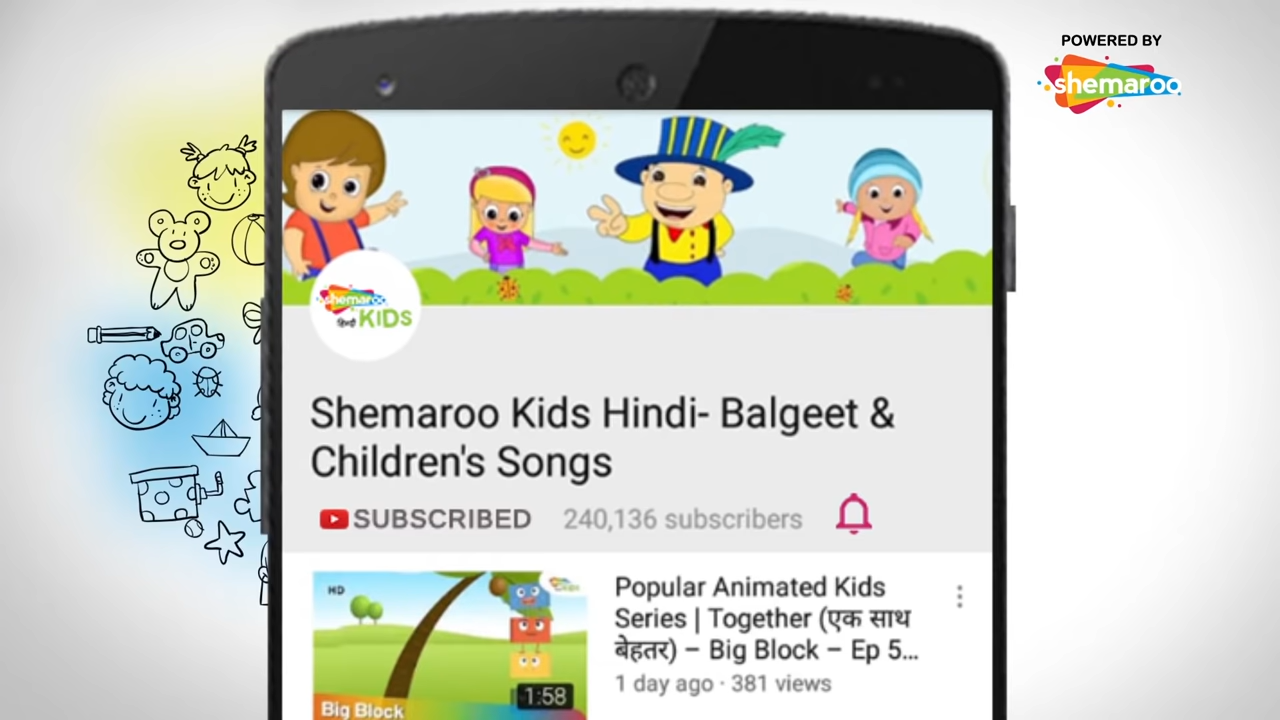 POWERED BY
shemaroo
shemaroo
हिन्दी KIDS
Shemaroo Kids Hindi- Balgeet &
Children's Songs
SUBSCRIBED 240,136 subscribers
HD
Popular Animated Kids
Series | Together (एक साथ
बेहतर) – Big Block – Ep 5...
1 day ago · 381 views
1:58
Big Block